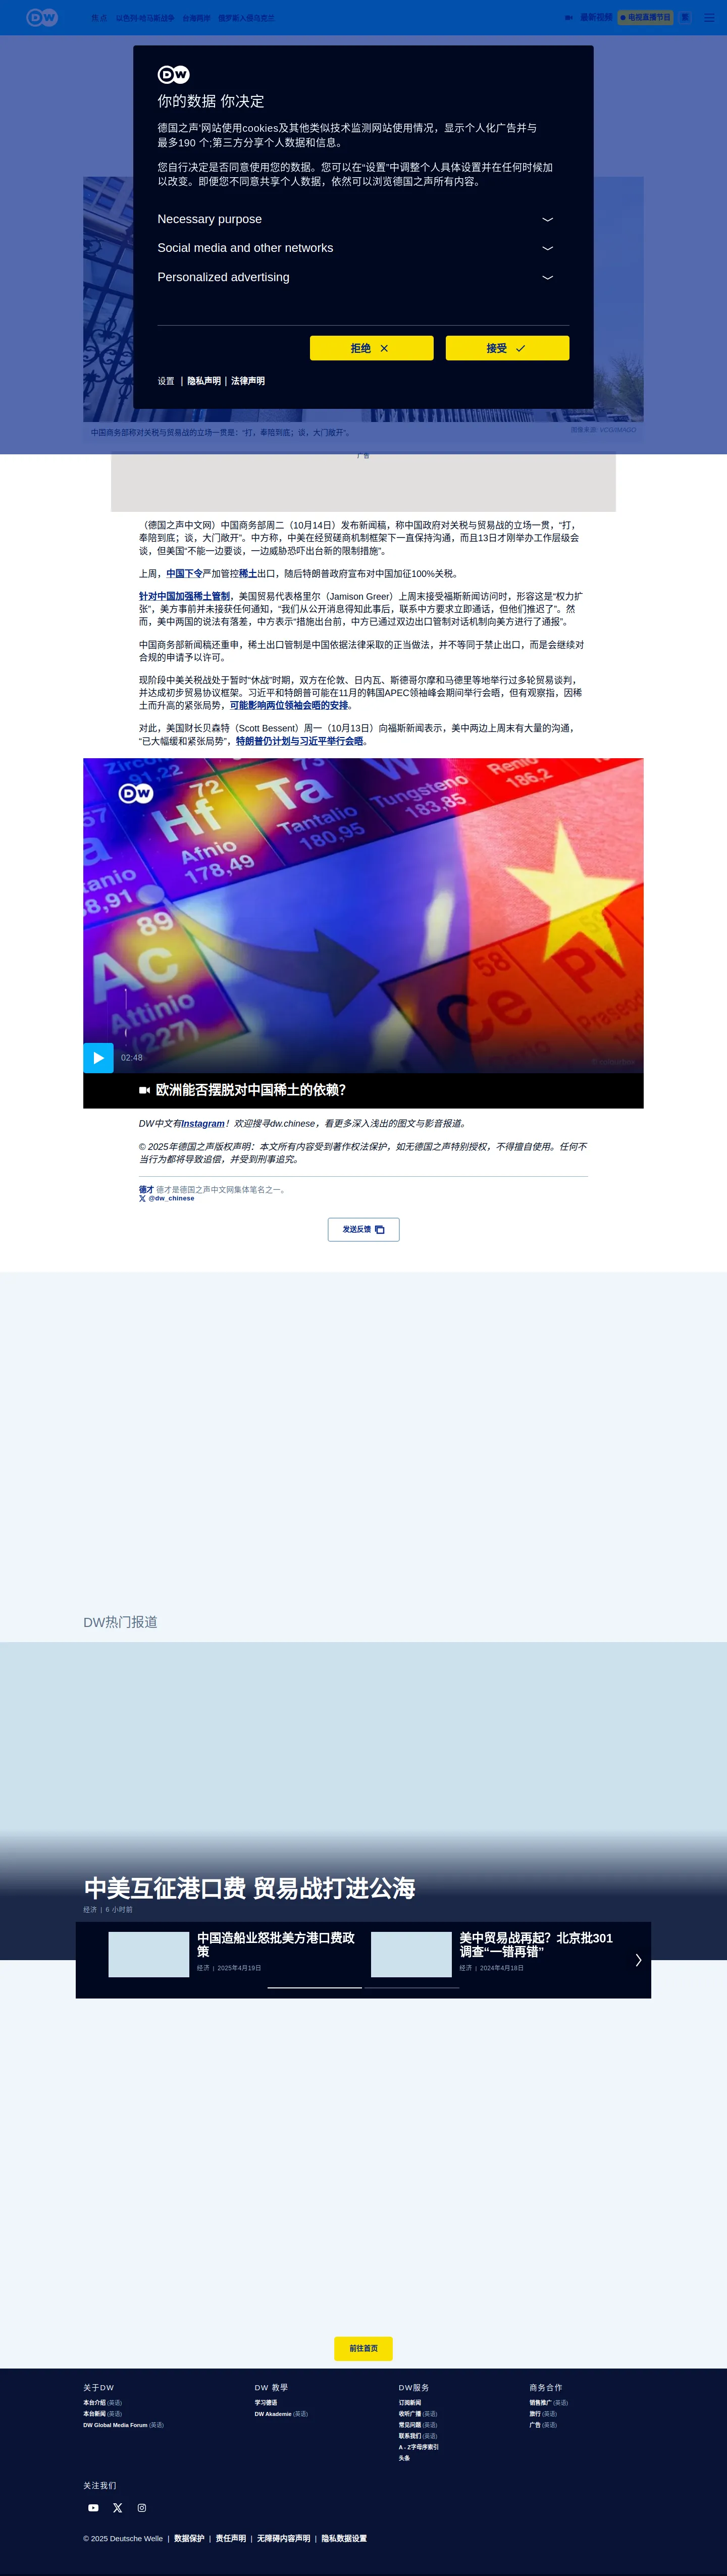 DW
焦点
以色列-哈马斯战争
台海两岸
俄罗斯入侵乌克兰
最新视频
电视直播节目
繁
DW
你的数据 你决定
德国之声'网站使用cookies及其他类似技术监测网站使用情况，显示个人化广告并与
最多190 个;第三方分享个人数据和信息。
您自行决定是否同意使用您的数据。您可以在“设置”中调整个人具体设置并在任何时候加
以改变。即便您不同意共享个人数据，依然可以浏览德国之声所有内容。
Necessary purpose
Social media and other networks
Personalized advertising
拒绝
接受
设置 | 隐私声明 | 法律声明
中国商务部称对关税与贸易战的立场一贯是：“打，奉陪到底；谈，大门敞开”。
图像来源: VCG/IMAGO
广告
（德国之声中文网）中国商务部周二（10月14日）发布新闻稿，称中国政府对关税与贸易战的立场一贯，“打，
奉陪到底；谈，大门敞开”。中方称，中美在经贸磋商机制框架下一直保持沟通，而且13日才刚举办工作层级会
谈，但美国“不能一边要谈，一边威胁恐吓出台新的限制措施”。
上周，中国下令严加管控稀土出口，随后特朗普政府宣布对中国加征100%关税。
针对中国加强稀土管制，美国贸易代表格里尔（Jamison Greer）上周末接受福斯新闻访问时，形容这是“权力扩
张”，美方事前并未接获任何通知，“我们从公开消息得知此事后，联系中方要求立即通话，但他们推迟了”。然
而，美中两国的说法有落差，中方表示“措施出台前，中方已通过双边出口管制对话机制向美方进行了通报”。
中国商务部新闻稿还重申，稀土出口管制是中国依据法律采取的正当做法，并不等同于禁止出口，而是会继续对
合规的申请予以许可。
现阶段中美关税战处于暂时“休战”时期，双方在伦敦、日内瓦、斯德哥尔摩和马德里等地举行过多轮贸易谈判，
并达成初步贸易协议框架。习近平和特朗普可能在11月的韩国APEC领袖峰会期间举行会晤，但有观察指，因稀
土而升高的紧张局势，可能影响两位领袖会晤的安排。
对此，美国财长贝森特（Scott Bessent）周一（10月13日）向福斯新闻表示，美中两边上周末有大量的沟通，
“已大幅缓和紧张局势”，特朗普仍计划与习近平举行会晤。
DW
Hf
Afnio
178,49
Ta
Tantalio
180,95
Tungsteno
183,85
Renio
186,2
Ac
Attinio
(227)
89
58
Ce
59
Pr
02:48
欧洲能否摆脱对中国稀土的依赖？
DW中文有Instagram！欢迎搜寻dw.chinese，看更多深入浅出的图文与影音报道。
© 2025年德国之声版权声明：本文所有内容受到著作权法保护，如无德国之声特别授权，不得擅自使用。任何不
当行为都将导致追偿，并受到刑事追究。
德才 德才是德国之声中文网集体笔名之一。
@dw_chinese
发送反馈
DW热门报道
中美互征港口费 贸易战打进公海
经济 | 6 小时前
中国造船业怒批美方港口费政
策
经济 | 2025年4月19日
美中贸易战再起？北京批301
调查“一错再错”
经济 | 2024年4月18日
前往首页
关于DW
本台介绍 (英语)
本台新闻 (英语)
DW Global Media Forum (英语)
DW 教學
学习德语
DW Akademie (英语)
DW服务
订阅新闻
收听广播 (英语)
常见问题 (英语)
联系我们 (英语)
A - Z字母序索引
头条
商务合作
销售推广 (英语)
旅行 (英语)
广告 (英语)
关注我们
© 2025 Deutsche Welle | 数据保护 | 责任声明 | 无障碍内容声明 | 隐私数据设置